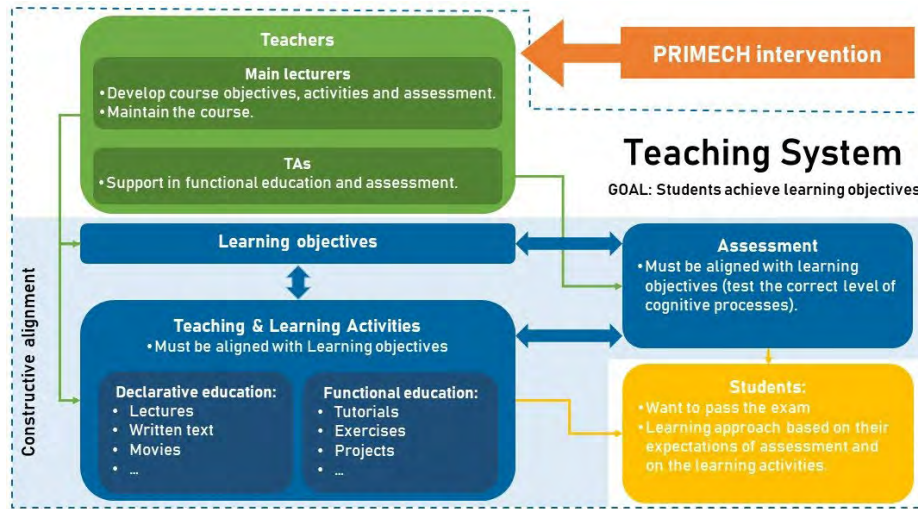 Teachers
Main lecturers
• Develop course objectives, activities and assessment.
• Maintain the course.
TAs
• Support in functional education and assessment.
PRIMECH intervention
Teaching System
GOAL: Students achieve learning objectives
Constructive alignment
Learning objectives
Assessment
• Must be aligned with learning
objectives (test the correct level of
cognitive processes).
Teaching & Learning Activities
• Must be aligned with Learning objectives
Declarative education:
• Lectures
• Written text
• Movies
• ...
Functional education:
• Tutorials
• Exercises
• Projects
• ...
Students:
• Want to pass the exam
• Learning approach based on their
expectations of assessment and
on the learning activities.